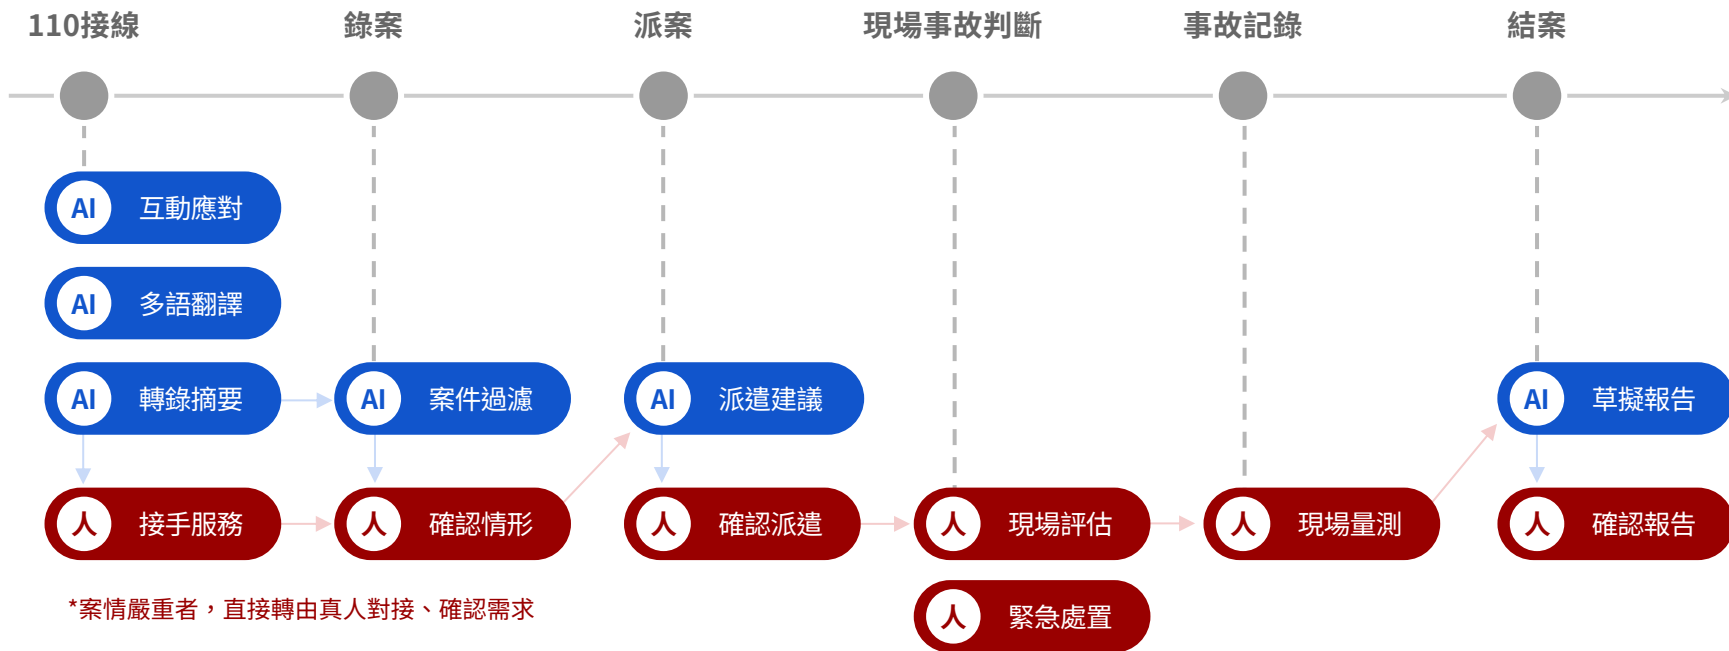 110接線
錄案
派案
現場事故判斷
事故記錄
結案
AI 互動應對
AI 多語翻譯
AI 轉錄摘要
AI 案件過濾
AI 派遣建議
AI 草擬報告
人 接手服務
人 確認情形
人 確認派遣
人 現場評估
人 現場量測
人 確認報告
*案情嚴重者，直接轉由真人對接、確認需求
人 緊急處置